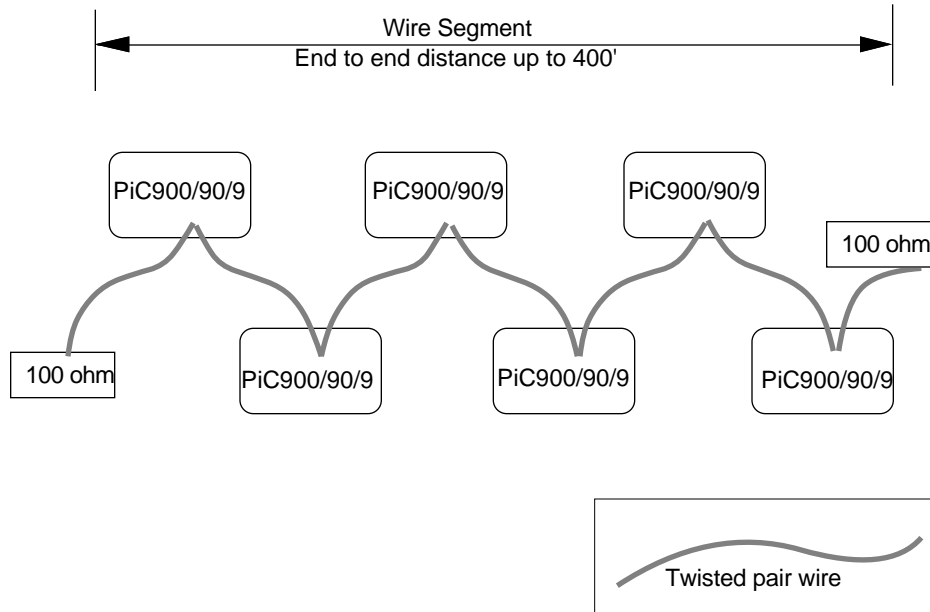 Wire Segment
End to end distance up to 400'
PiC900/90/9
PiC900/90/9
PiC900/90/9
100 ohm
100 ohm
PiC900/90/9
PiC900/90/9
PiC900/90/9
Twisted pair wire